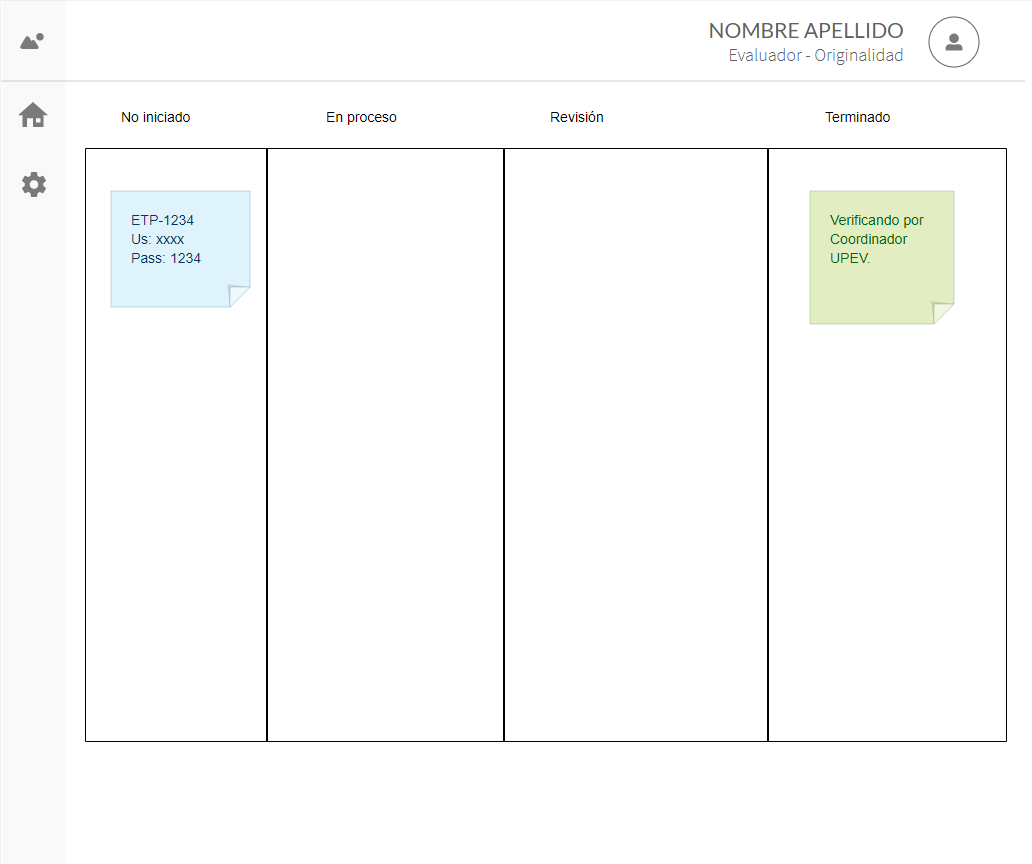 NOMBRE APELLIDO
Evaluador - Originalidad
No iniciado
En proceso
Revisión
Terminado
ETP-1234
Us: xxxx
Pass: 1234
Verificando por
Coordinador
UPEV.